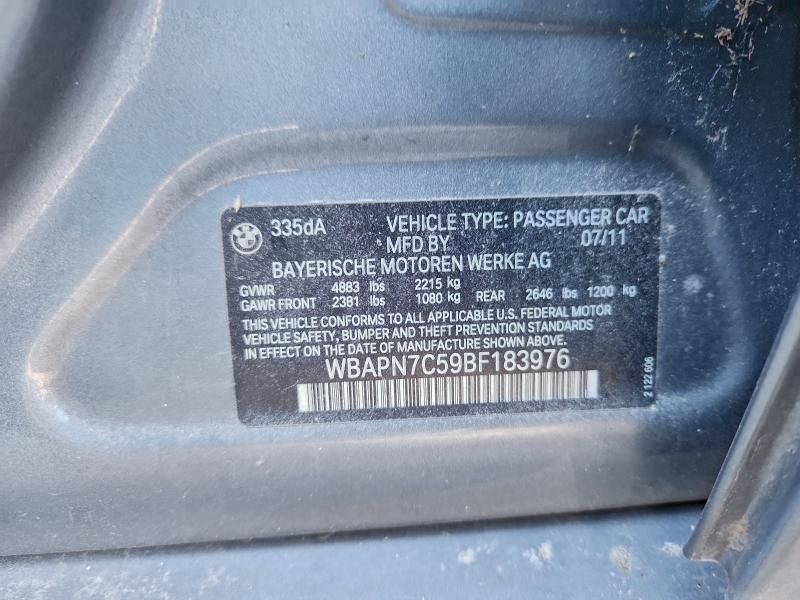 335dA VEHICLE TYPE: PASSENGER CAR
MFD BY 07/11
BAYERISCHE MOTOREN WERKE AG
GVWR 4883 lbs 2215 kg
GAWR FRONT 2381 lbs 1080 kg REAR 2646 lbs 1200 kg
THIS VEHICLE CONFORMS TO ALL APPLICABLE U.S. FEDERAL MOTOR
VEHICLE SAFETY, BUMPER AND THEFT PREVENTION STANDARDS
IN EFFECT ON THE DATE OF MANUFACTURE SHOWN ABOVE.
WBAPN7C59BF183976
2 122 606